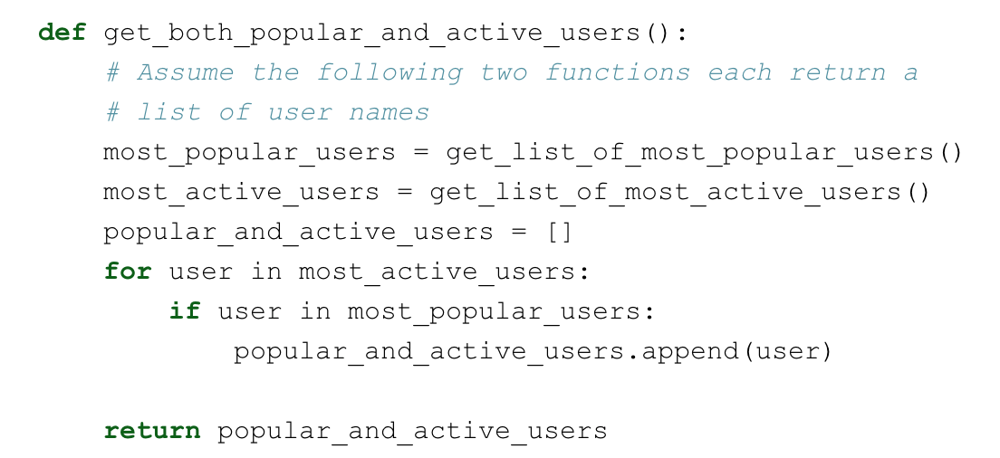 def get_both_popular_and_active_users():
    # Assume the following two functions each return a
    # list of user names
    most_popular_users = get_list_of_most_popular_users()
    most_active_users = get_list_of_most_active_users()
    popular_and_active_users = []
    for user in most_active_users:
        if user in most_popular_users:
            popular_and_active_users.append(user)

    return popular_and_active_users